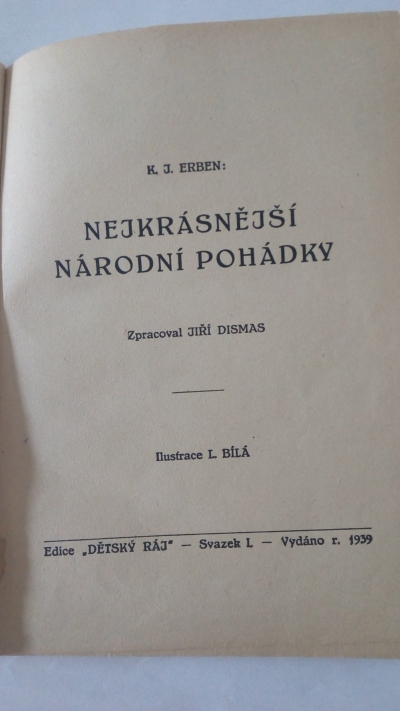 K. J. ERBEN:
NEJKRÁSNĚJŠÍ
NÁRODNÍ POHÁDKY
Zpracoval JIŘÍ DISMAS
Ilustrace L. BÍLÁ
Edice „DĚTSKÝ RÁJ" — Svazek I. — Vydáno r. 1939